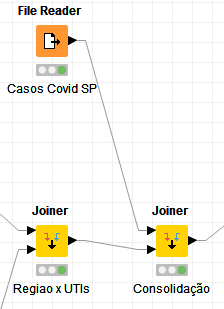 File Reader
Casos Covid SP
Joiner
Joiner
Regiao x UTIs
Consolidação